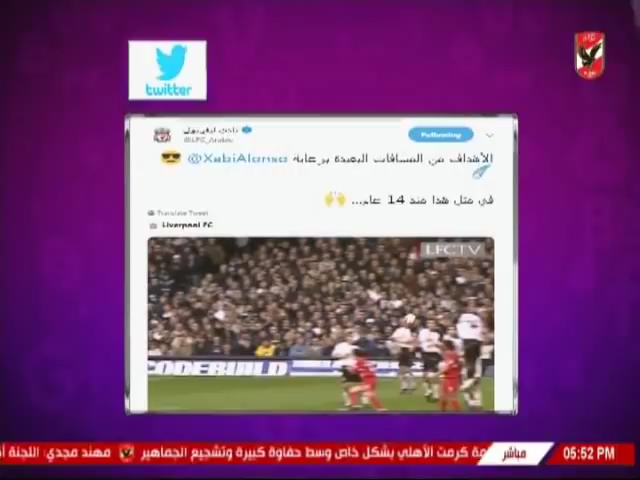 twitter
نادي ليفربول
@LFC_Arabic
Following
الأهداف من المسافات البعيدة برعاية @XabiAlonso 😎
☄️
في مثل هذا منذ 14 عام... 🙌
Translate Tweet
Liverpool FC
LFCTV
CODEBUILD
مهند مجدي: اللجنة
مة كرمت الأهلي بشكل خاص وسط حفاوة كبيرة وتشجيع الجماهير
مباشر
05:52 PM